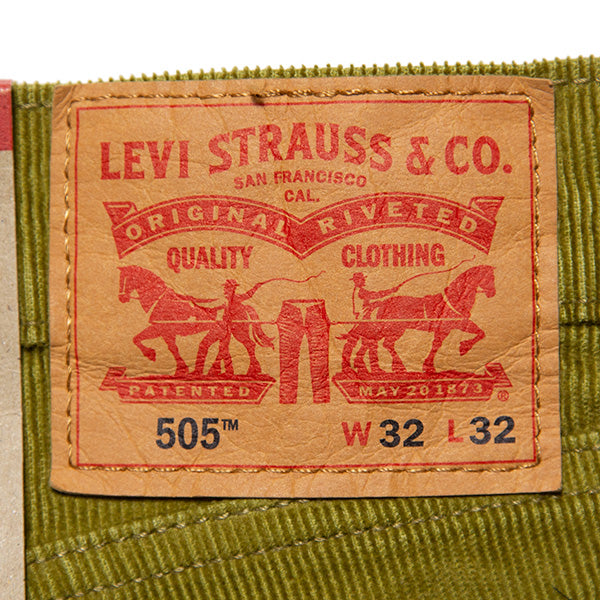 LEVI STRAUSS & CO.
SAN FRANCISCO
CAL.
ORIGINAL RIVETED
QUALITY CLOTHING
PATENTED MAY 20 1873 ®
505™ W 32 L 32